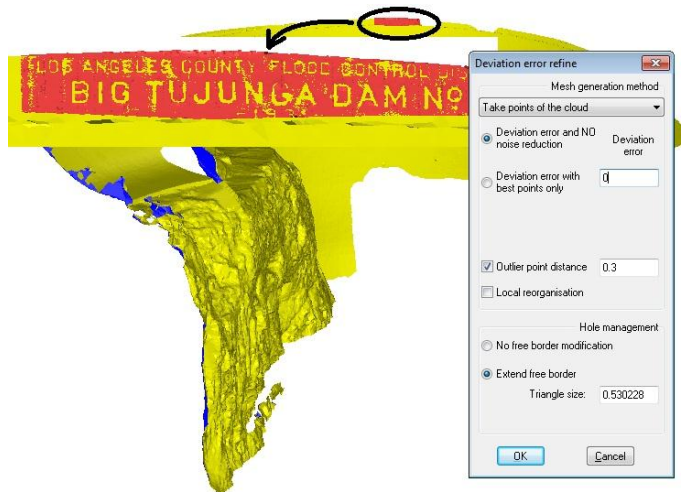 LOS ANGELES COUNTY FLOOD CONTROL DIS
BIG TUJUNGA DAM NO
Deviation error refine
Mesh generation method
Take points of the cloud
Deviation error and NO
noise reduction
Deviation
error
Deviation error with
best points only
0
Outlier point distance
0.3
Local reorganisation
Hole management
No free border modification
Extend free border
Triangle size:
0.530228
OK
Cancel